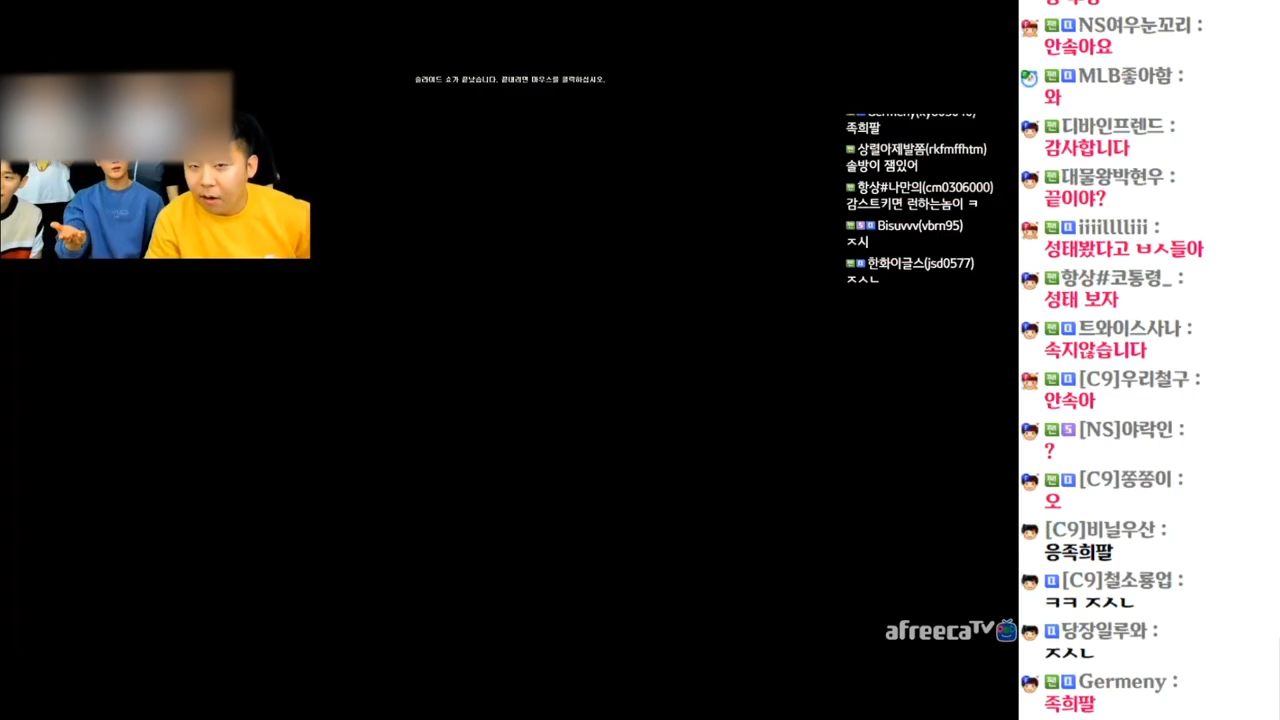 슬라이드 쇼가 끝났습니다. 끝내려면 마우스를 클릭하십시오.
족희팔
상렬아제발쫌(rkfmffhtm)
솔방이 잼있어
항상#나만의(cm0306000)
감스트키면 런하는놈이 ㅋ
Bisuvvv(vbrn95)
ㅈ시
한화이글스(jsd0577)
ㅈㅅㄴ
afreecaTV
NS여우눈꼬리 :
안속아요
MLB좋아함 :
와
디바인프렌드 :
감사합니다
대물왕박현우 :
끝이야?
iiiillllliii :
성태봤다고 ㅂㅅ들아
항상#코통령_ :
성태 보자
트와이스사나 :
속지않습니다
[C9]우리철구 :
안속아
[NS]야락인 :
?
[C9]쫑쫑이 :
오
[C9]비닐우산 :
응족희팔
[C9]철소룡업 :
ㅋㅋ ㅈㅅㄴ
당장일루와 :
ㅈㅅㄴ
Germeny :
족희팔